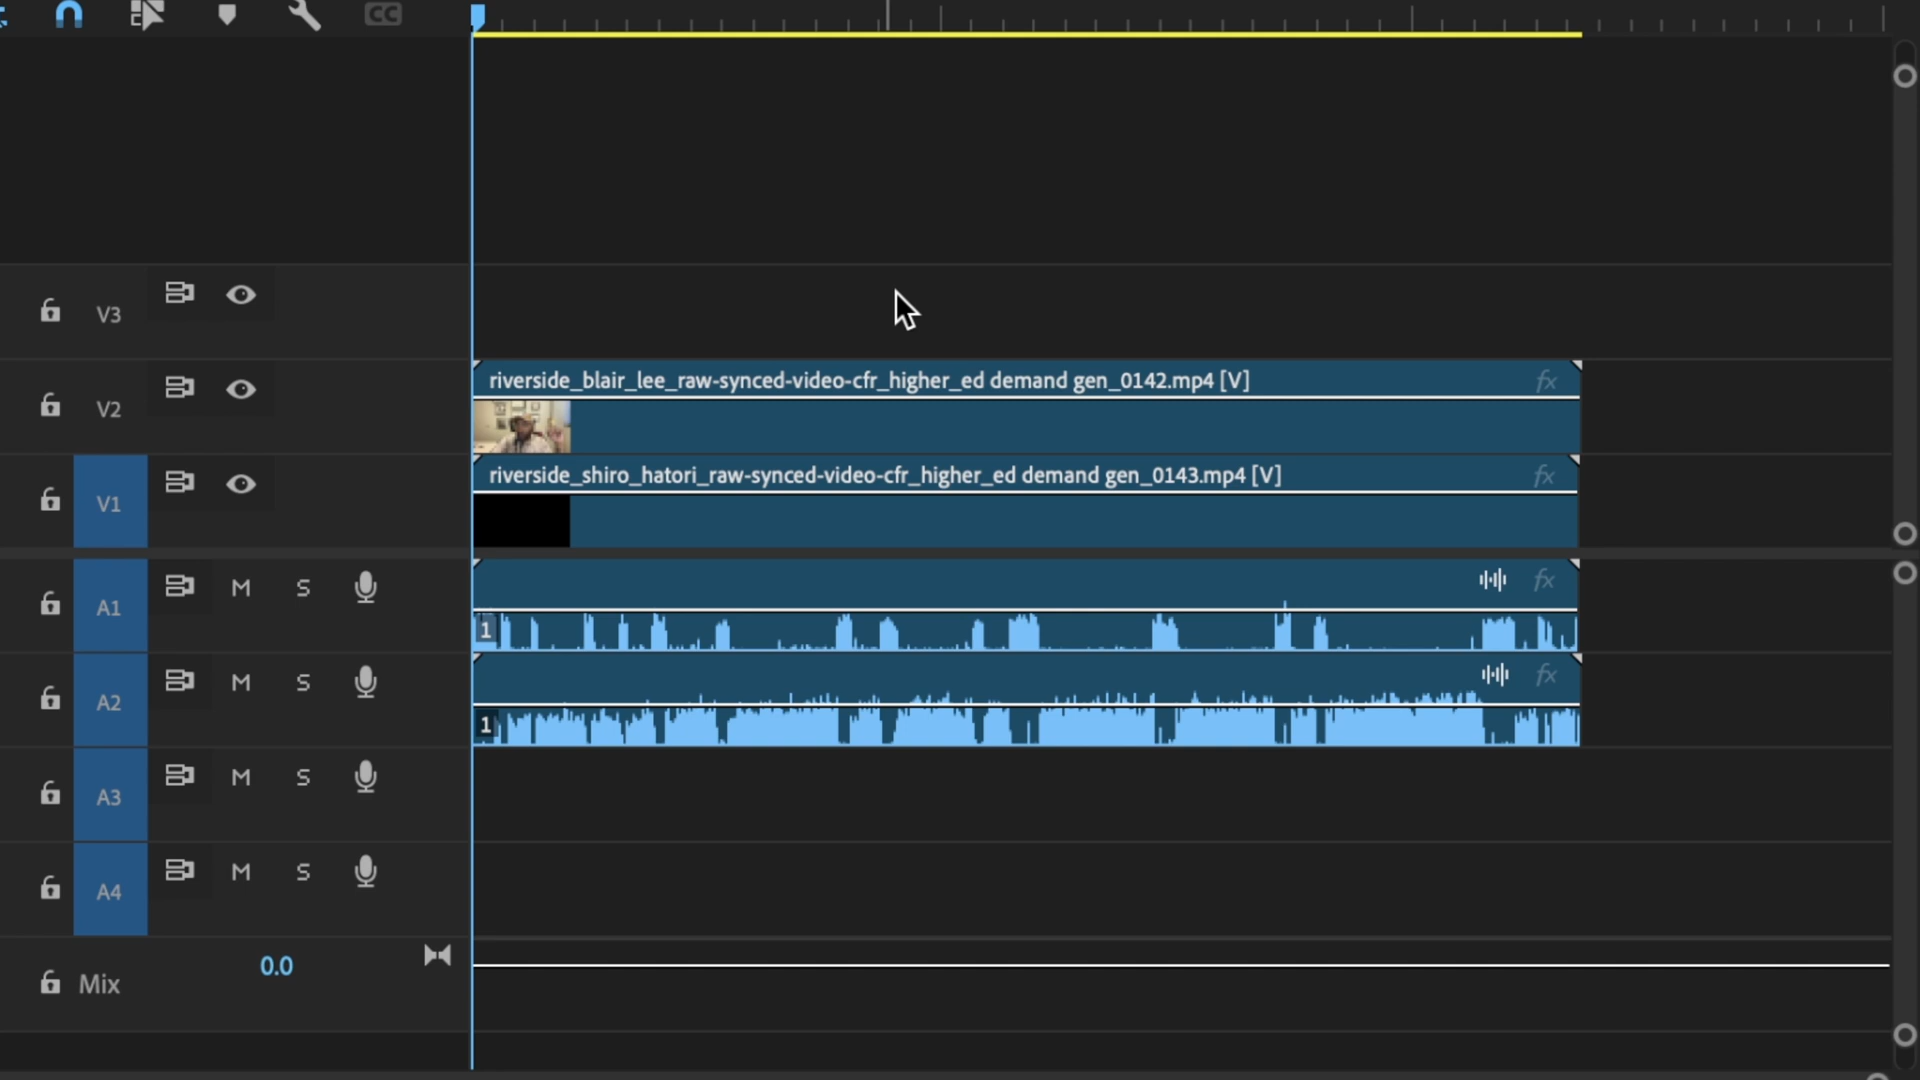 CC
V3
V2
riverside_blair_lee_raw-synced-video-cfr_higher_ed demand gen_0142.mp4 [V]
fx
V1
riverside_shiro_hatori_raw-synced-video-cfr_higher_ed demand gen_0143.mp4 [V]
fx
A1
M
S
1
fx
A2
M
S
1
fx
A3
M
S
A4
M
S
Mix
0.0